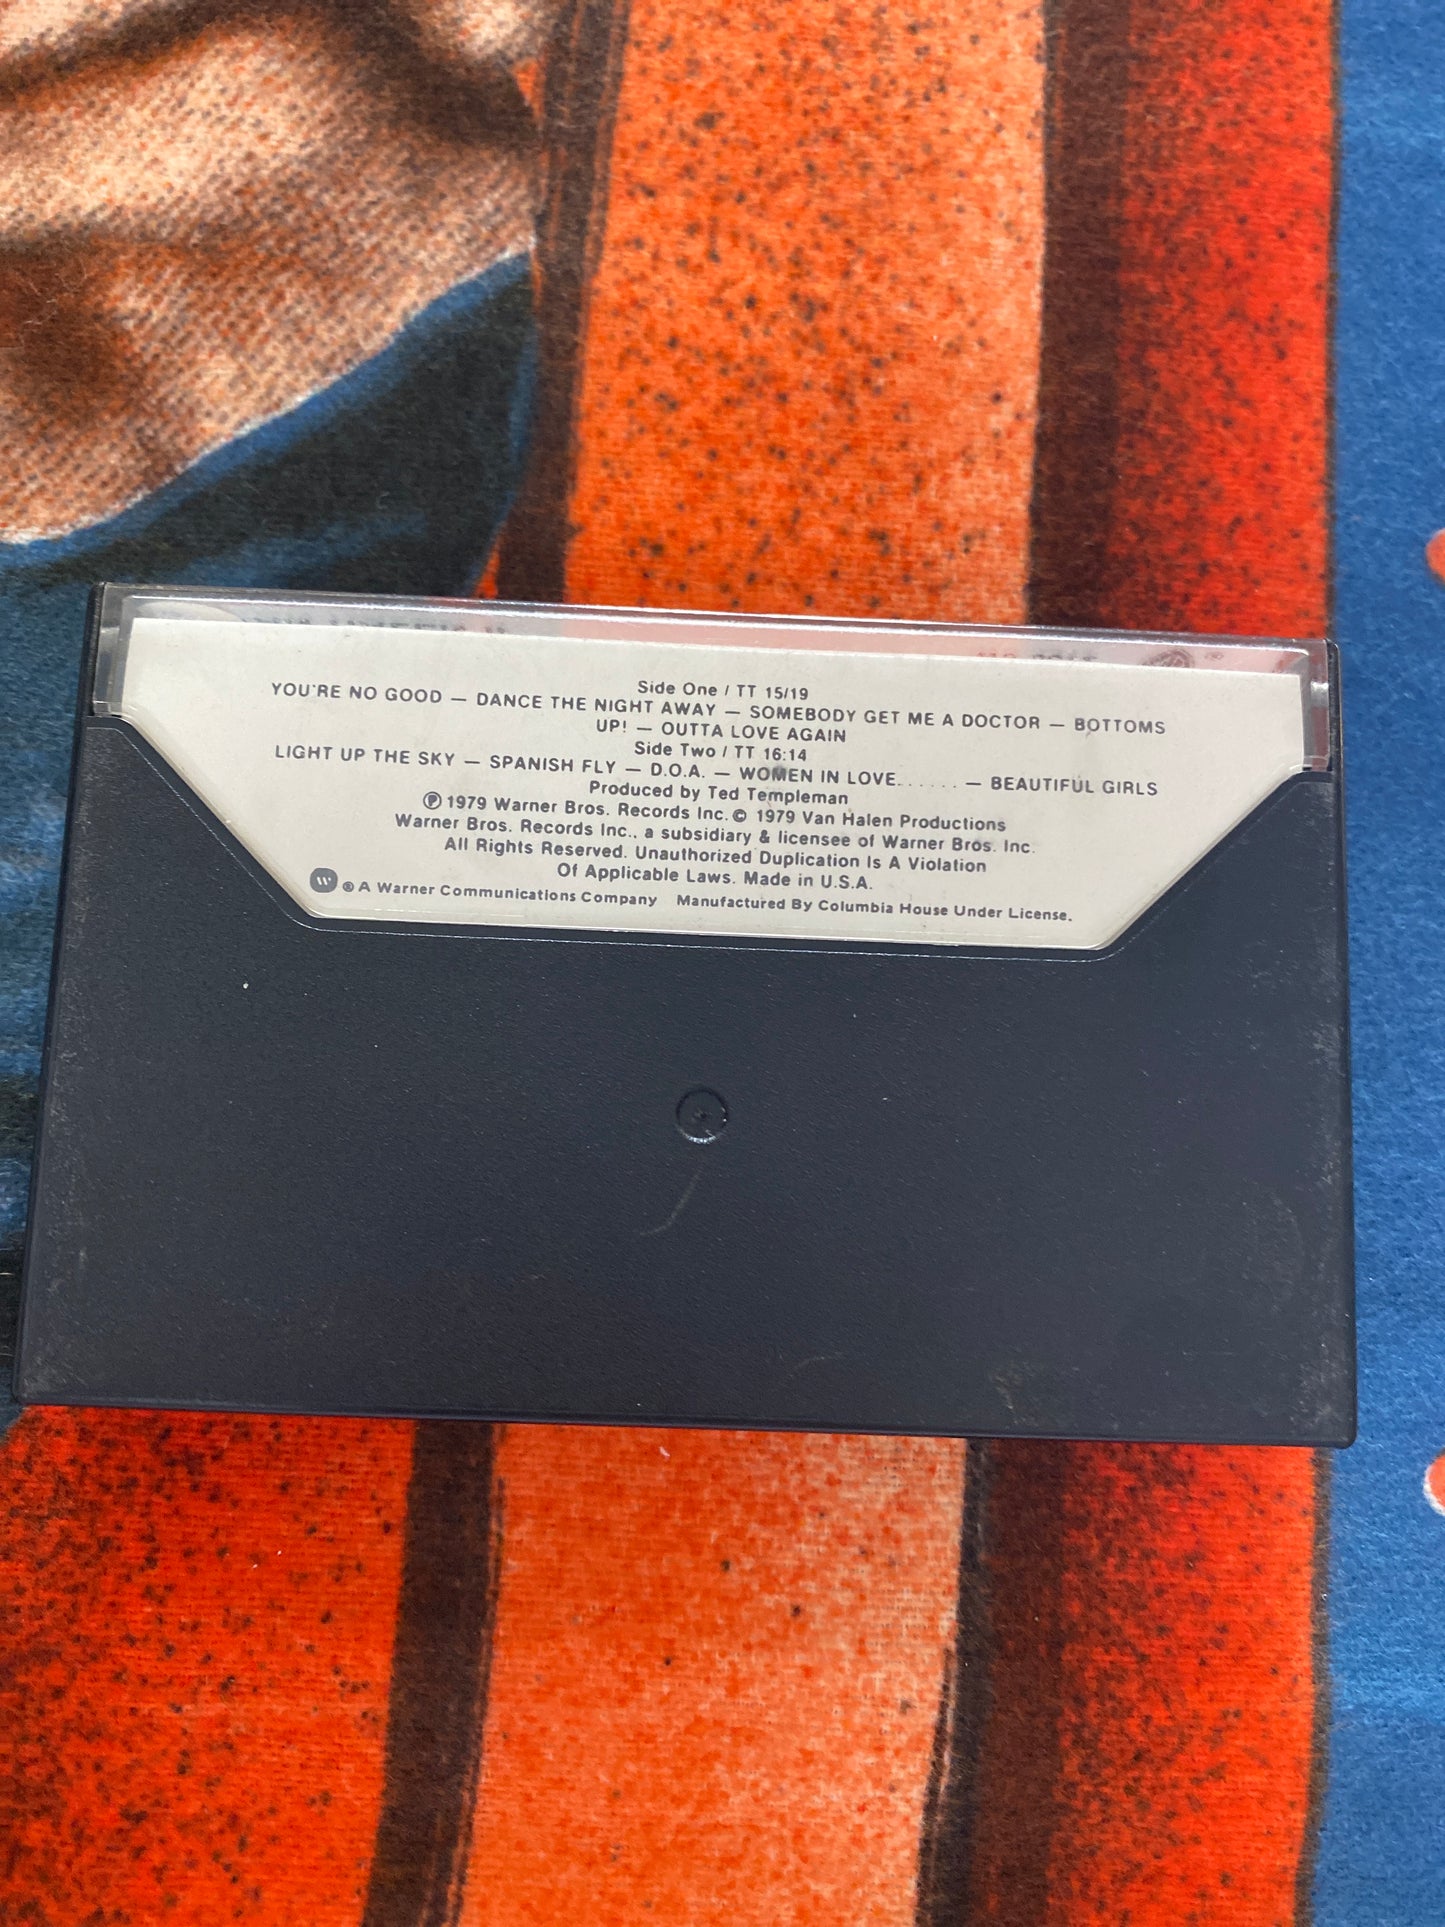 Side One / TT 15/19
YOU'RE NO GOOD — DANCE THE NIGHT AWAY — SOMEBODY GET ME A DOCTOR — BOTTOMS
UP! — OUTTA LOVE AGAIN
Side Two / TT 16:14
LIGHT UP THE SKY — SPANISH FLY — D.O.A. — WOMEN IN LOVE...... — BEAUTIFUL GIRLS
Produced by Ted Templeman
Ⓟ 1979 Warner Bros. Records Inc. © 1979 Van Halen Productions
Warner Bros. Records Inc., a subsidiary & licensee of Warner Bros. Inc.
All Rights Reserved. Unauthorized Duplication Is A Violation
Of Applicable Laws. Made in U.S.A.
® A Warner Communications Company Manufactured By Columbia House Under License.